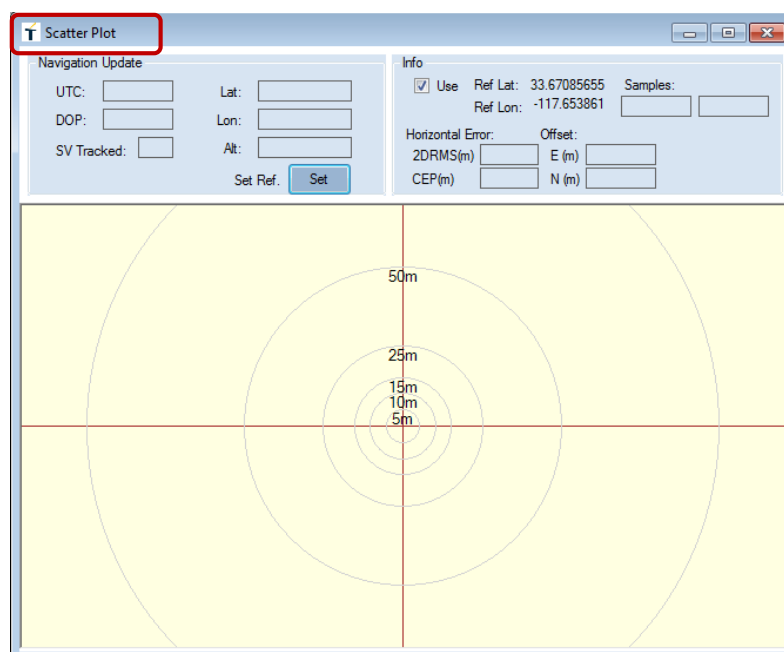 Scatter Plot
Navigation Update
UTC:
Lat:
DOP:
Lon:
SV Tracked:
Alt:
Set Ref.
Set
Info
Use
Ref Lat: 33.67085655
Samples:
Ref Lon: -117.653861
Horizontal Error:
Offset:
2DRMS(m)
E (m)
CEP(m)
N (m)
50m
25m
15m
10m
5m